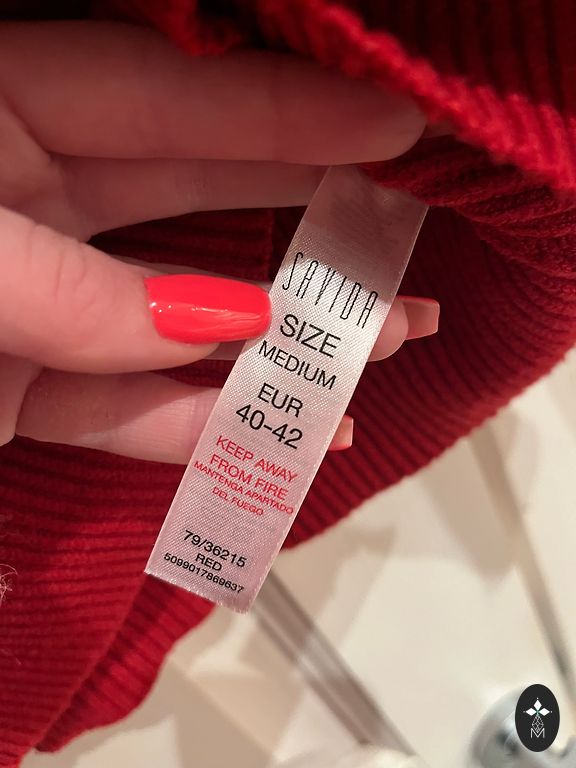 SAVIDA
SIZE
MEDIUM
EUR
40-42
KEEP AWAY
FROM FIRE
MANTENGA APARTADO
DEL FUEGO
79/36215
RED
5099017869637